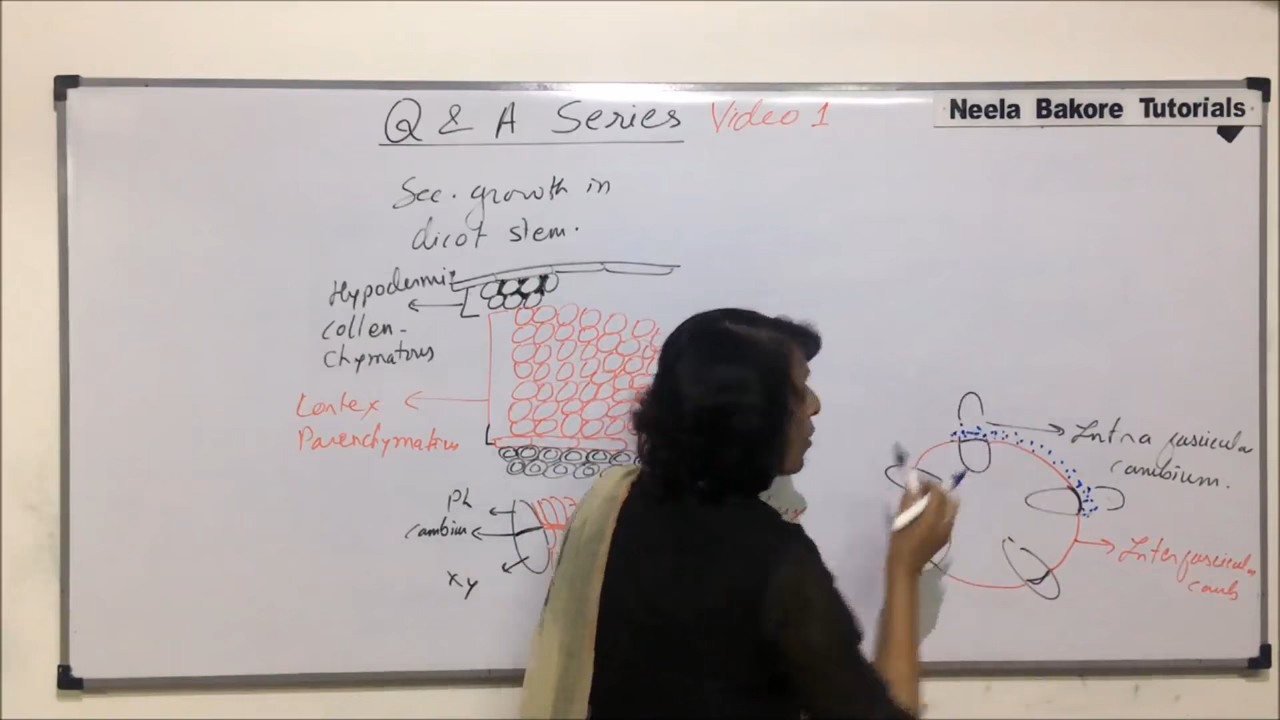 Q & A Series Video 1
Neela Bakore Tutorials
Sec. growth in
dicot stem.
Hypodermis
collen-
chymatous
Cortex
Parenchymatous
Ph
cambium
xy
Intra fascicular
cambium.
Interfascicular
camb